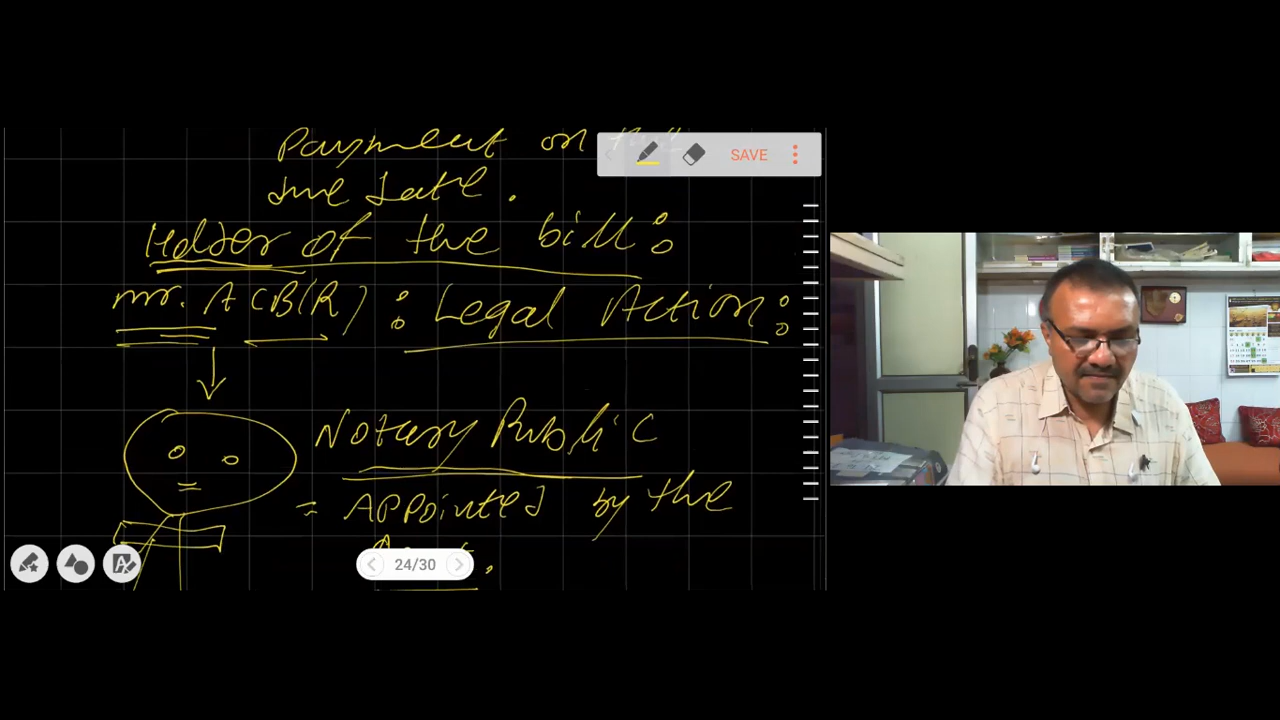 Payment on
due date.
SAVE
Holder of the bill:
mr. A (B/R) : Legal Action:
Notary Public
= Appointed by the
24/30